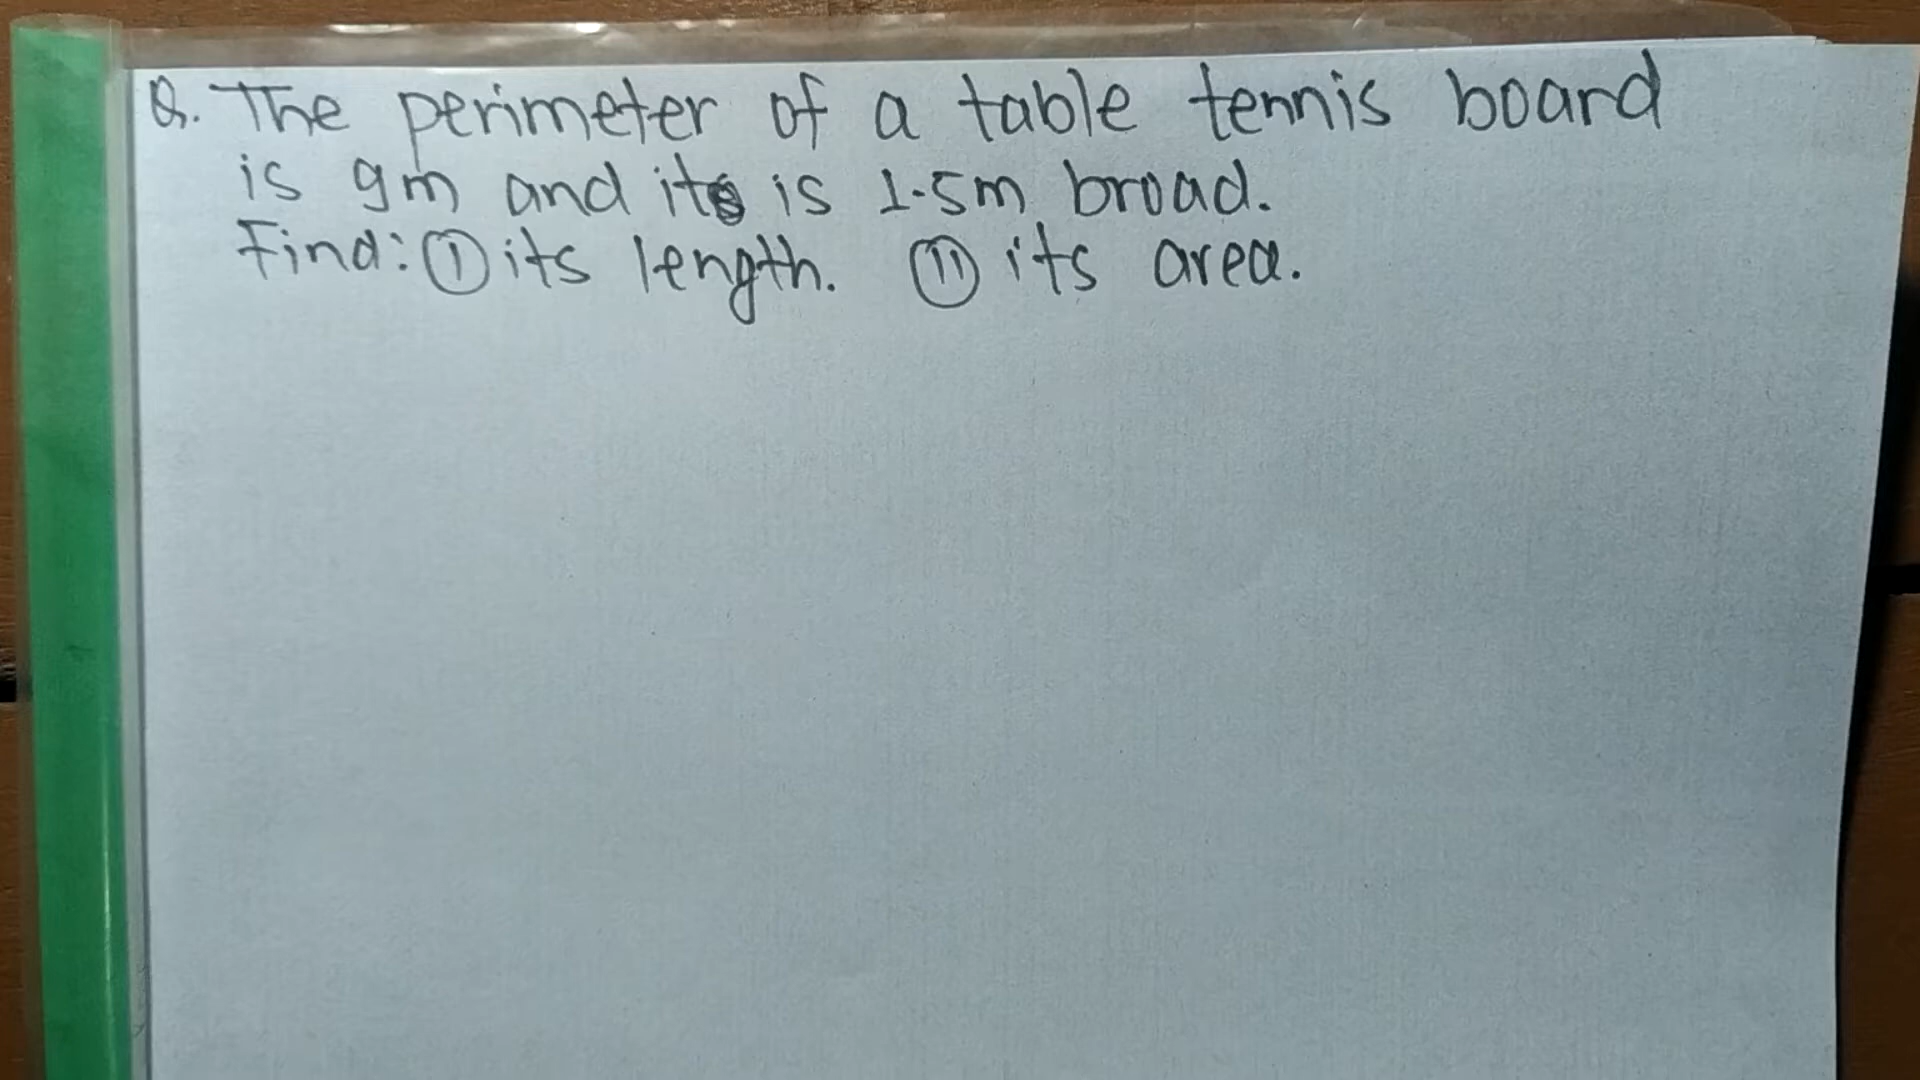 Q. The perimeter of a table tennis board
is 9m and it is 1.5m broad.
Find: (i) its length. (ii) its area.